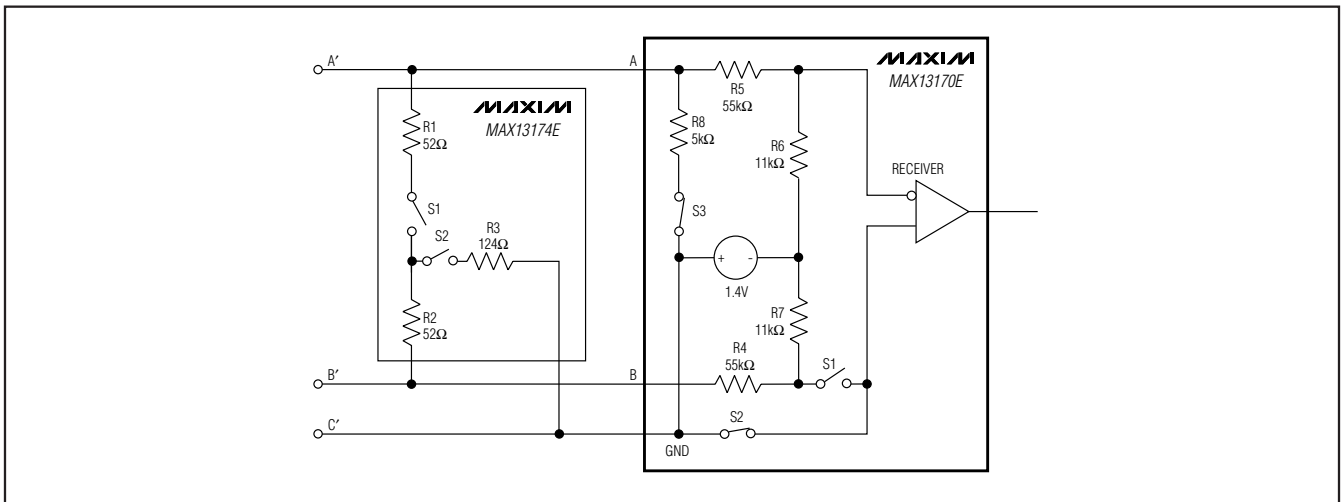 A′
A
MAXIM
MAX13170E
R5
55kΩ
MAXIM
MAX13174E
R1
52Ω
R8
5kΩ
R6
11kΩ
RECEIVER
S1
S3
S2
R3
124Ω
+
-
1.4V
R2
52Ω
R7
11kΩ
R4
55kΩ
S1
B′
B
S2
C′
GND